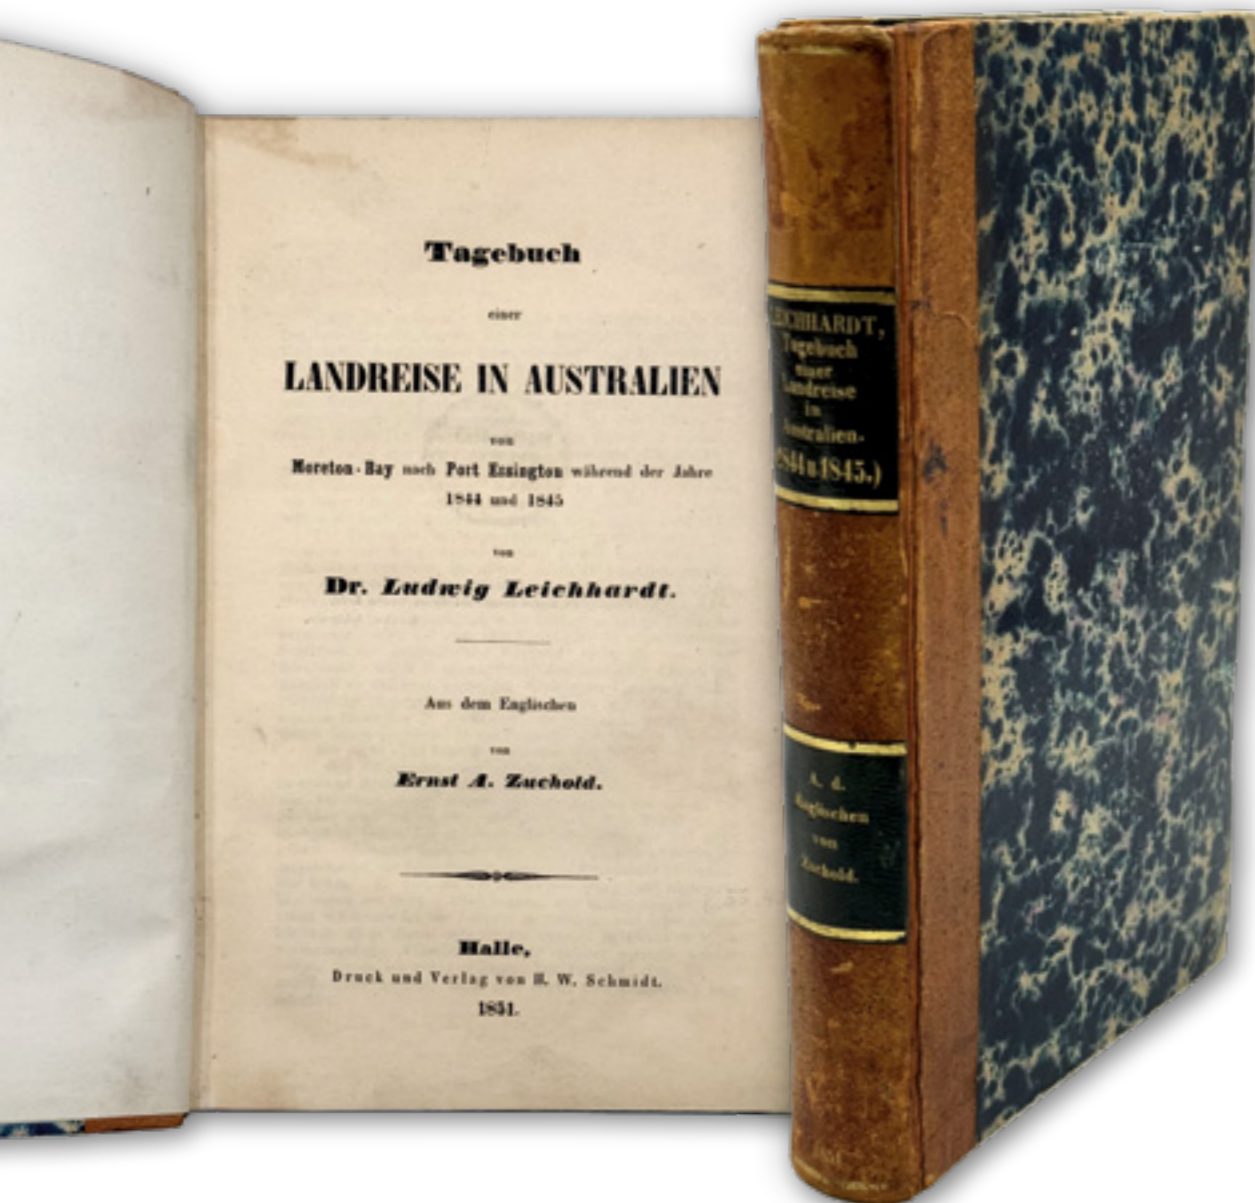 Tagebuch
einer
LANDREISE IN AUSTRALIEN
von
Moreton-Bay nach Port Essington während der Jahre
1844 und 1845
von
Dr. Ludwig Leichhardt.
Aus dem Englischen
von
Ernst A. Zuchold.
Halle,
Druck und Verlag von H. W. Schmidt.
1851.
LEICHHARDT,
Tagebuch
einer
Landreise
in
Australien.
(1844u1845.)
A. d.
Englischen
von
Zuchold.